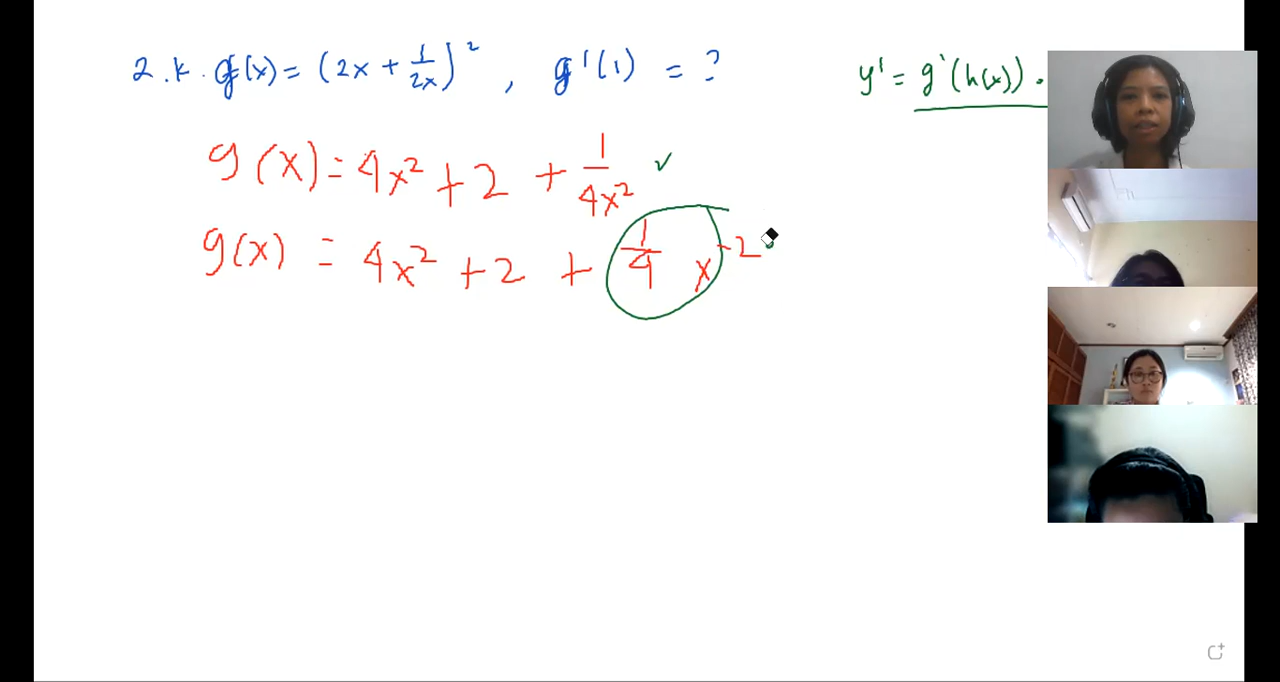 2.k. g(x) = (2x + 1/2x)², g'(1) = ?
y' = g'(h(x)) ·
g(x) = 4x² + 2 + 1/4x² ✓
g(x) = 4x² + 2 + 1/4 x⁻²